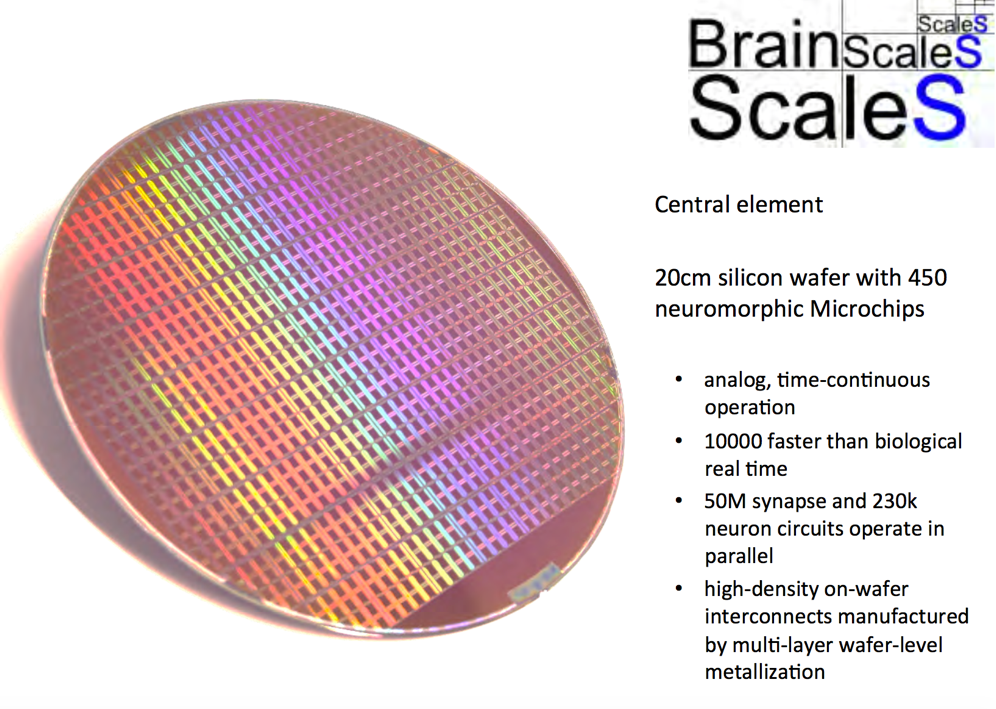 ScaleS
BrainScaleS
ScaleS
Central element
20cm silicon wafer with 450
neuromorphic Microchips
• analog, time-continuous
operation
• 10000 faster than biological
real time
• 50M synapse and 230k
neuron circuits operate in
parallel
• high-density on-wafer
interconnects manufactured
by multi-layer wafer-level
metallization